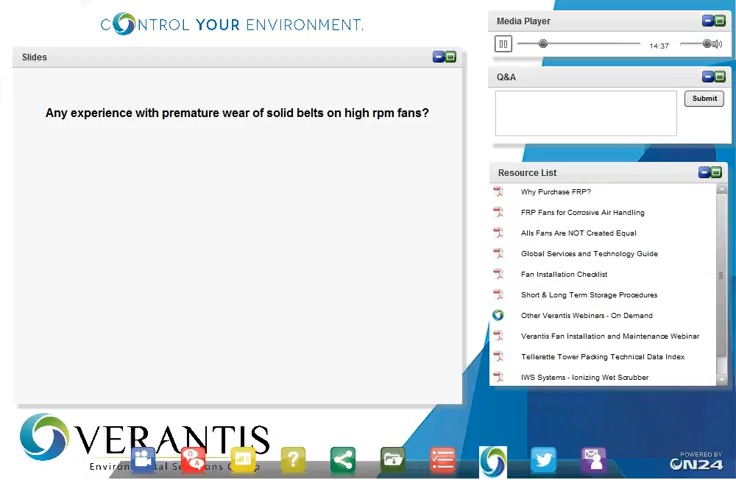 CONTROL YOUR ENVIRONMENT.
Slides
Any experience with premature wear of solid belts on high rpm fans?
Media Player
14:37
Q&A
Submit
Resource List
Why Purchase FRP?
FRP Fans for Corrosive Air Handling
Alls Fans Are NOT Created Equal
Global Services and Technology Guide
Fan Installation Checklist
Short & Long Term Storage Procedures
Other Verantis Webinars - On Demand
Verantis Fan Installation and Maintenance Webinar
Tellerette Tower Packing Technical Data Index
IWS Systems - Ionizing Wet Scrubber
VERANTIS
Q
A
?
POWERED BY
ON24